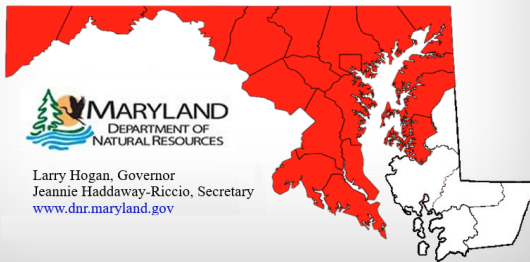 MARYLAND
DEPARTMENT OF
NATURAL RESOURCES
Larry Hogan, Governor
Jeannie Haddaway-Riccio, Secretary
www.dnr.maryland.gov